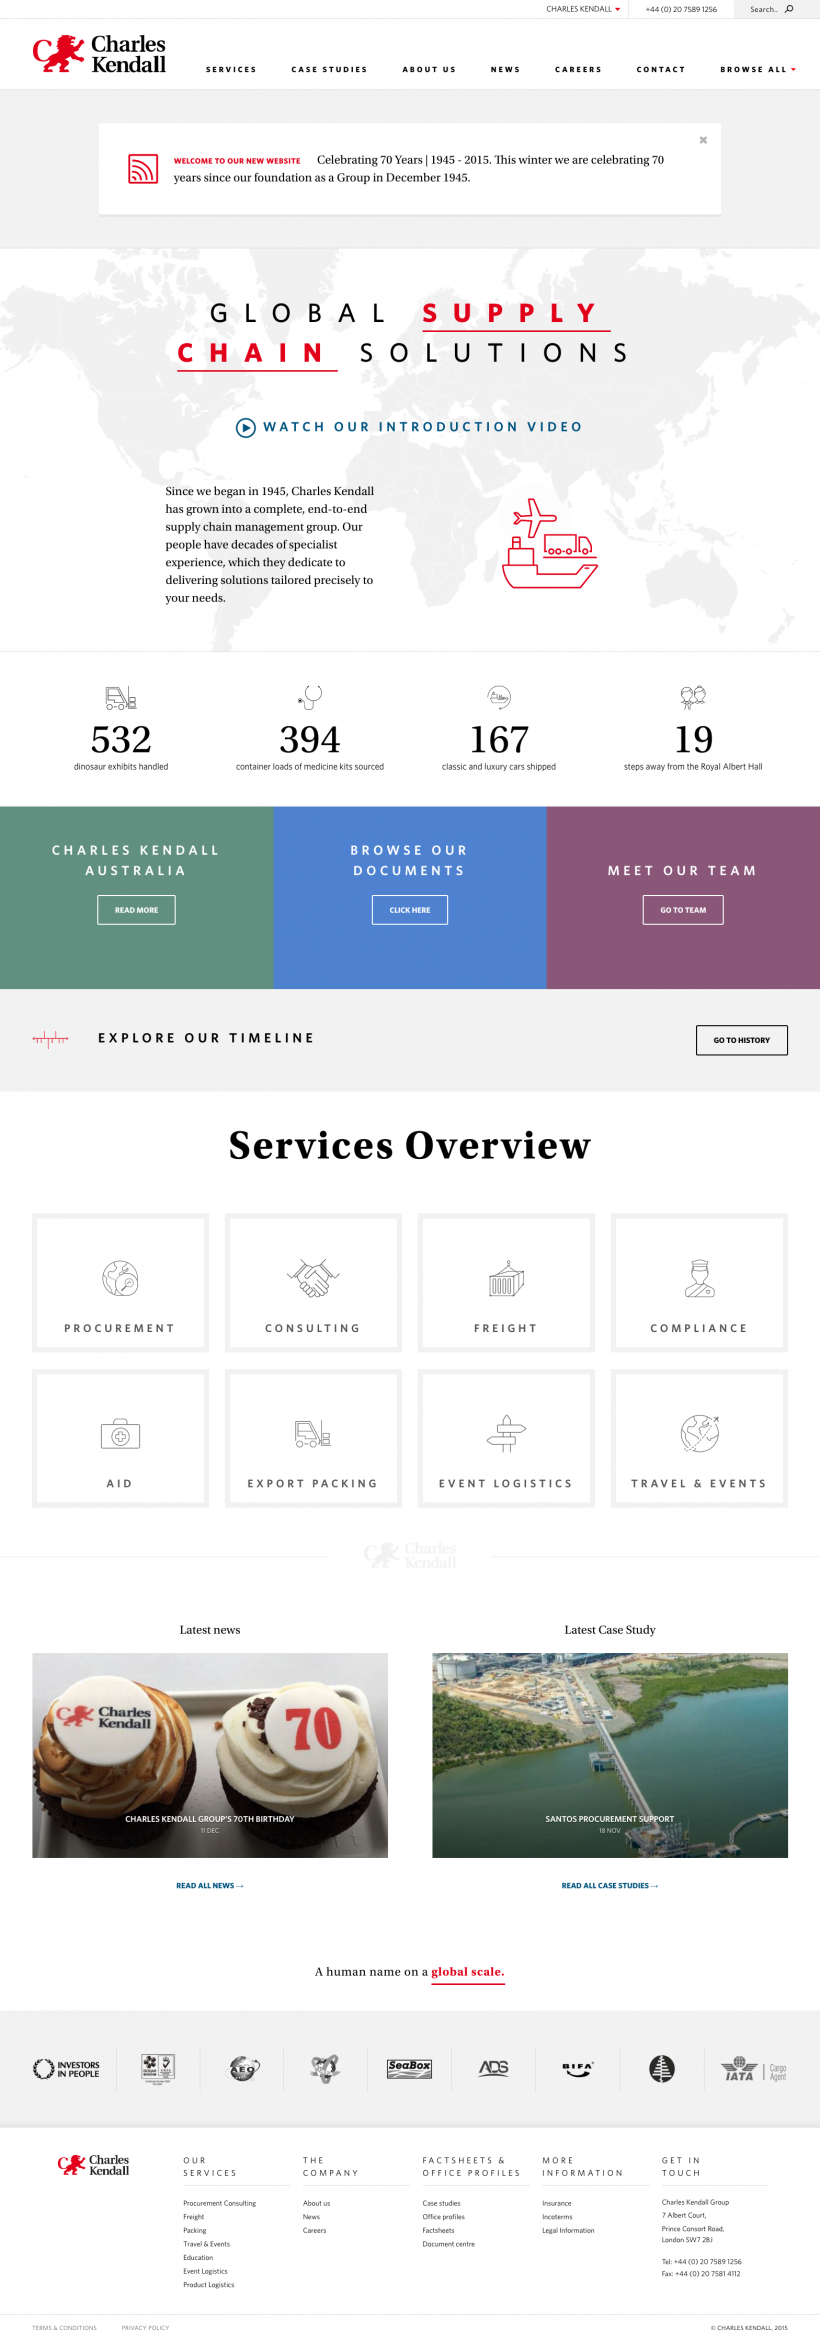 CHARLES KENDALL
+44 (0) 20 7589 1256
Search..
Charles
Kendall
SERVICES
CASE STUDIES
ABOUT US
NEWS
CAREERS
CONTACT
BROWSE ALL
WELCOME TO OUR NEW WEBSITE Celebrating 70 Years | 1945 - 2015. This winter we are celebrating 70
years since our foundation as a Group in December 1945.
GLOBAL SUPPLY
CHAIN SOLUTIONS
WATCH OUR INTRODUCTION VIDEO
Since we began in 1945, Charles Kendall
has grown into a complete, end-to-end
supply chain management group. Our
people have decades of specialist
experience, which they dedicate to
delivering solutions tailored precisely to
your needs.
532
dinosaur exhibits handled
394
container loads of medicine kits sourced
167
classic and luxury cars shipped
19
steps away from the Royal Albert Hall
CHARLES KENDALL
AUSTRALIA
READ MORE
BROWSE OUR
DOCUMENTS
CLICK HERE
MEET OUR TEAM
GO TO TEAM
EXPLORE OUR TIMELINE
GO TO HISTORY
Services Overview
PROCUREMENT
CONSULTING
FREIGHT
COMPLIANCE
AID
EXPORT PACKING
EVENT LOGISTICS
TRAVEL & EVENTS
Charles
Kendall
Latest news
Charles
Kendall
70
CHARLES KENDALL GROUP'S 70TH BIRTHDAY
11 DEC
READ ALL NEWS →
Latest Case Study
SANTOS PROCUREMENT SUPPORT
18 NOV
READ ALL CASE STUDIES →
A human name on a global scale.
INVESTORS
IN PEOPLE
AEO
SeaBox
ADS
BIFA
IATA
Cargo
Agent
Charles
Kendall
OUR
SERVICES
Procurement Consulting
Freight
Packing
Travel & Events
Education
Event Logistics
Product Logistics
THE
COMPANY
About us
News
Careers
FACTSHEETS &
OFFICE PROFILES
Case studies
Office profiles
Factsheets
Document centre
MORE
INFORMATION
Insurance
Incoterms
Legal Information
GET IN
TOUCH
Charles Kendall Group
7 Albert Court,
Prince Consort Road,
London SW7 2BJ
Tel: +44 (0) 20 7589 1256
Fax: +44 (0) 20 7581 4112
TERMS & CONDITIONS
PRIVACY POLICY
© CHARLES KENDALL, 2015